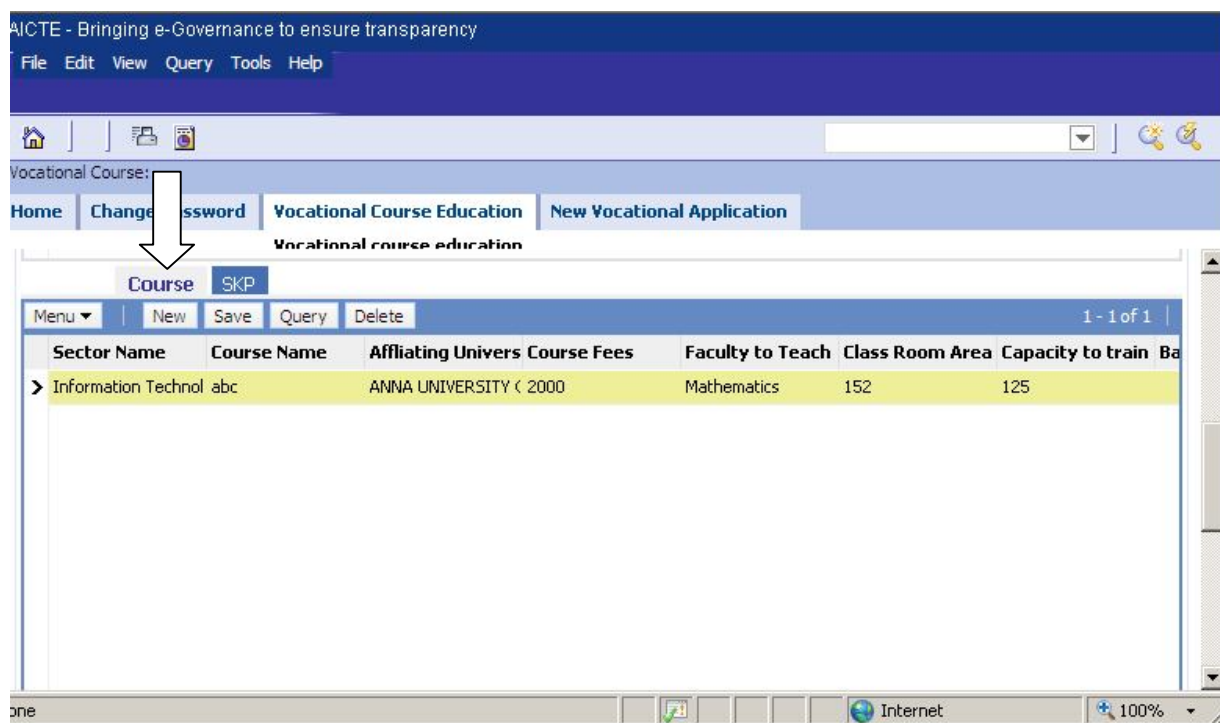 AICTE - Bringing e-Governance to ensure transparency
File Edit View Query Tools Help
Vocational Course:
Home Change ssword Vocational Course Education New Vocational Application
Vocational course education
Course SKP
Menu New Save Query Delete 1 - 1 of 1
Sector Name Course Name Affliating Univers Course Fees Faculty to Teach Class Room Area Capacity to train Ba
Information Technol abc ANNA UNIVERSITY ( 2000 Mathematics 152 125
one Internet 100%